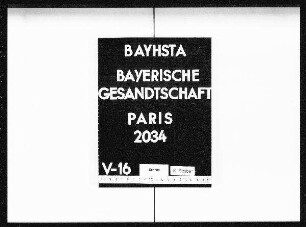 BAYHSTA
BAYERISCHE
GESANDTSCHAFT
PARIS
2034
V-16